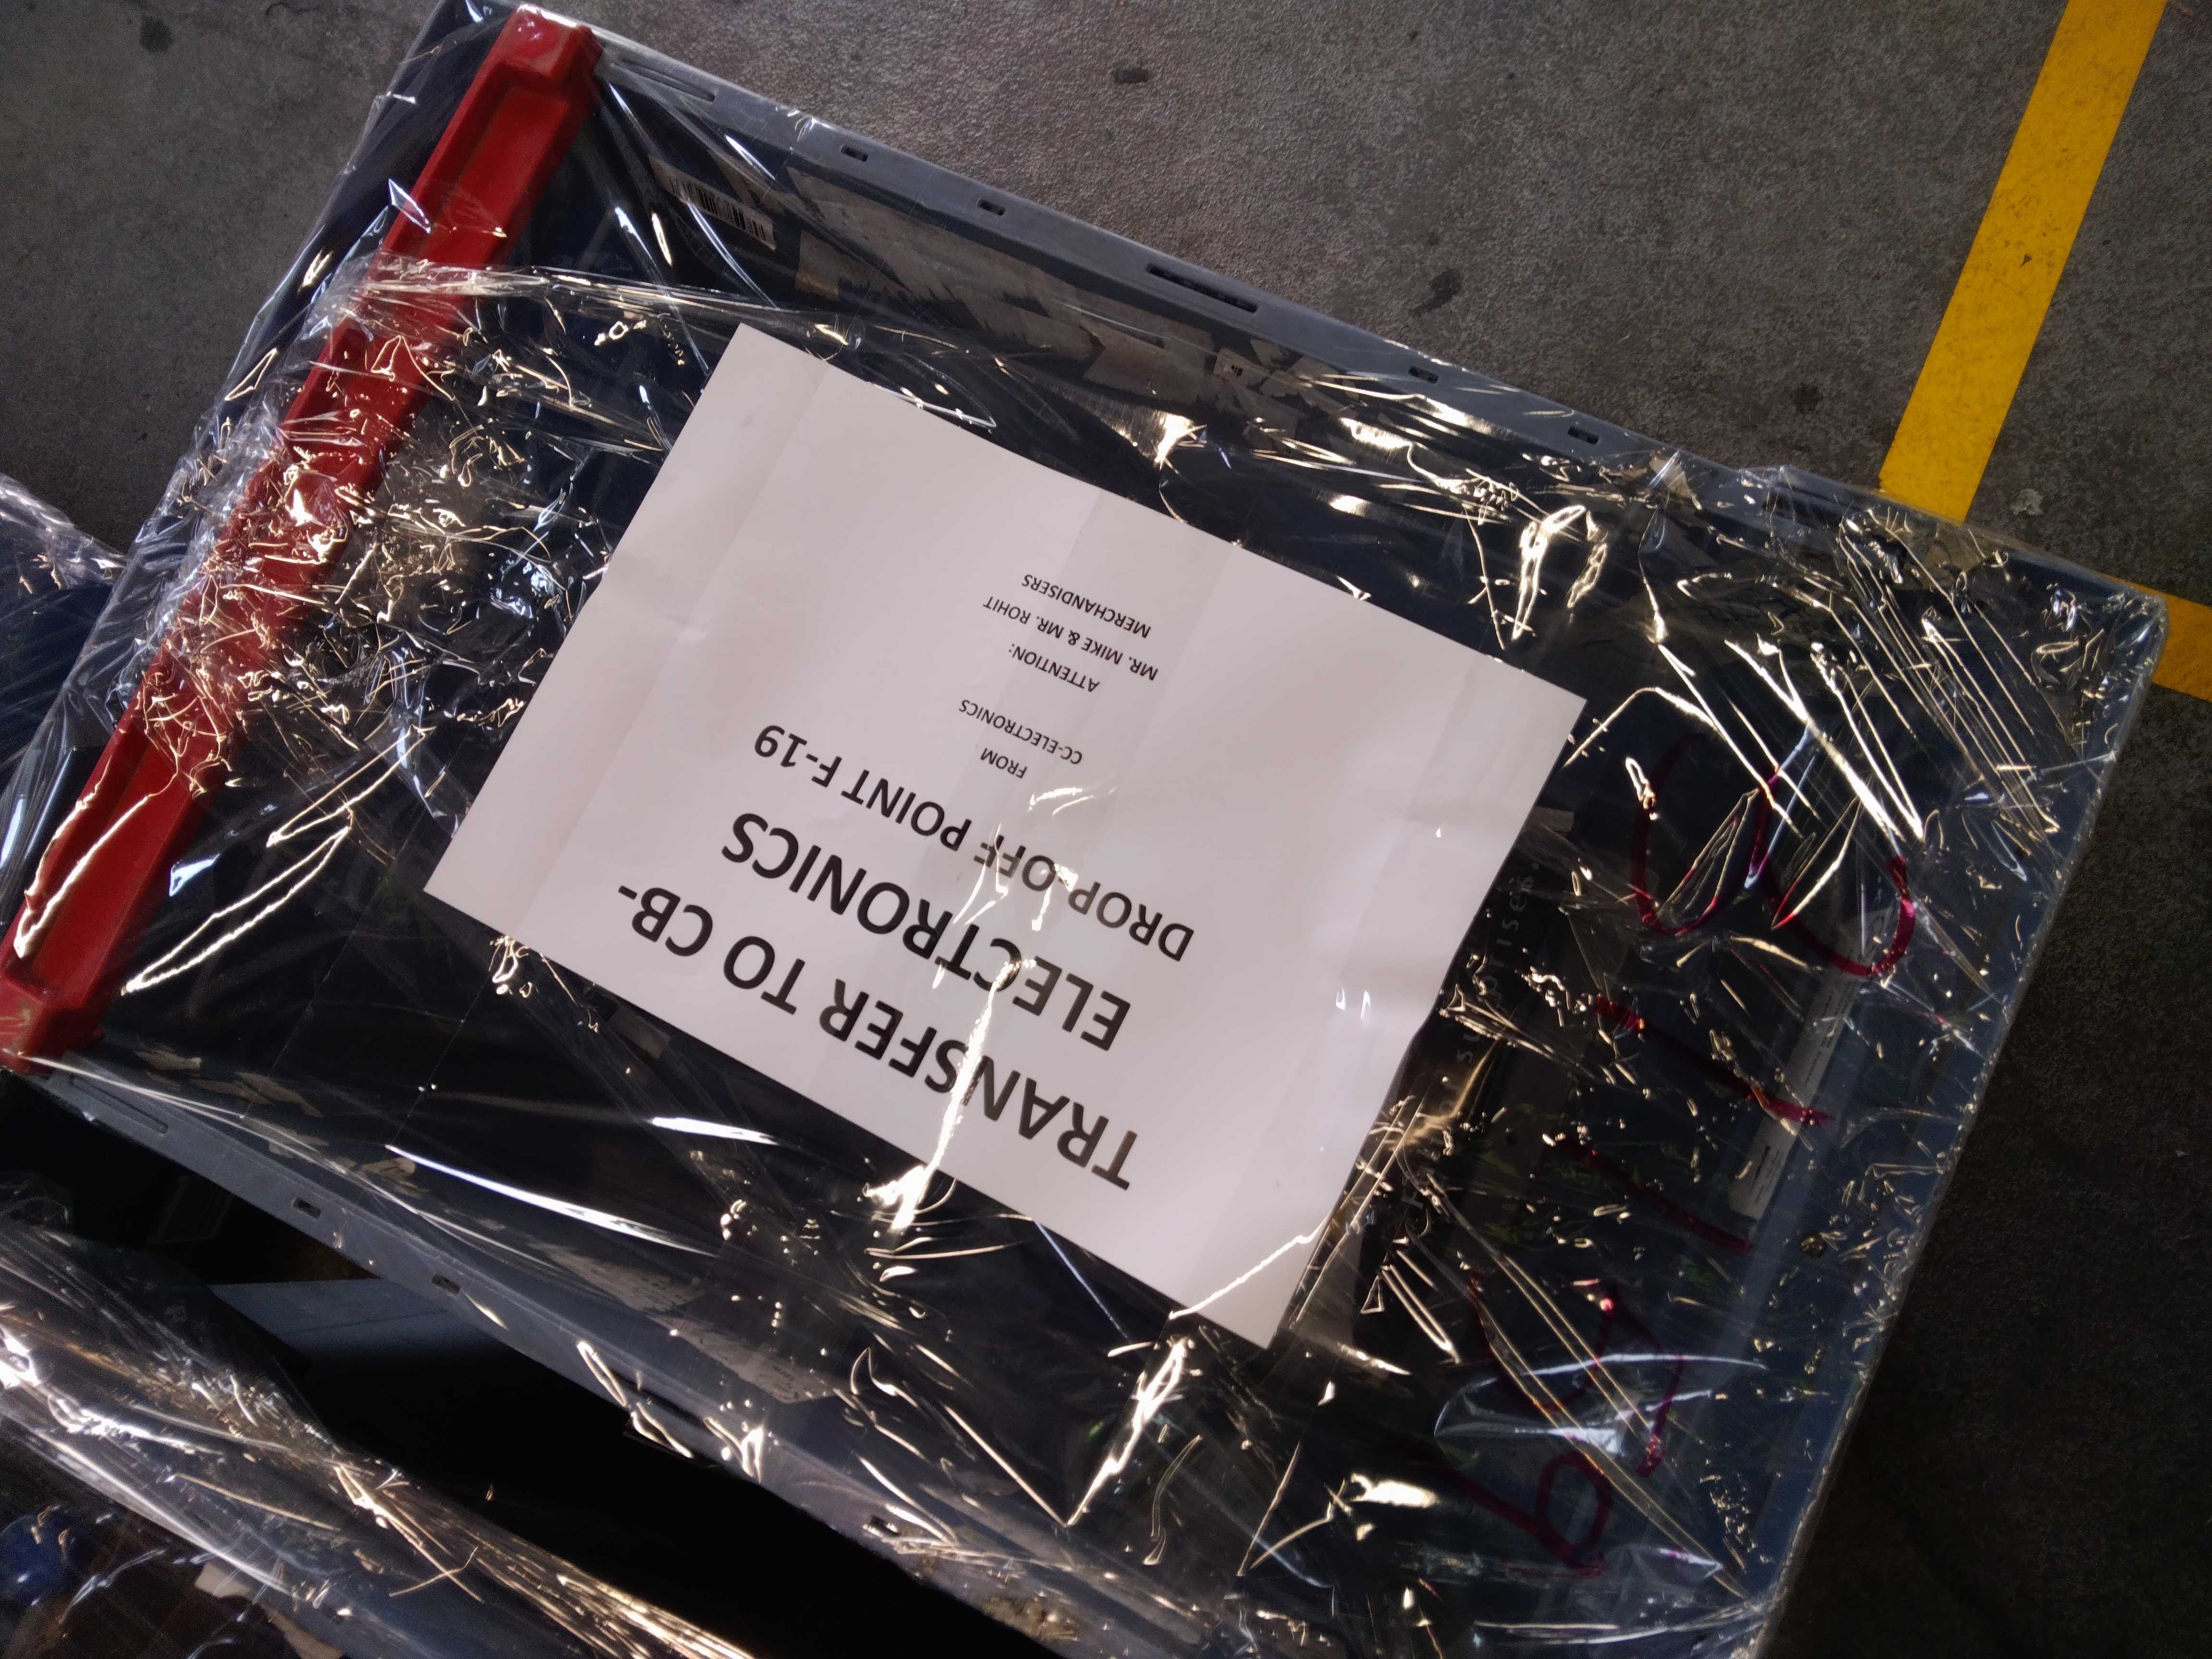 TRANSFER TO CB-
ELECTRONICS
DROP-OFF POINT F-19
FROM
CC-ELECTRONICS
ATTENTION:
MR. MIKE & MR. ROHIT
MERCHANDISERS